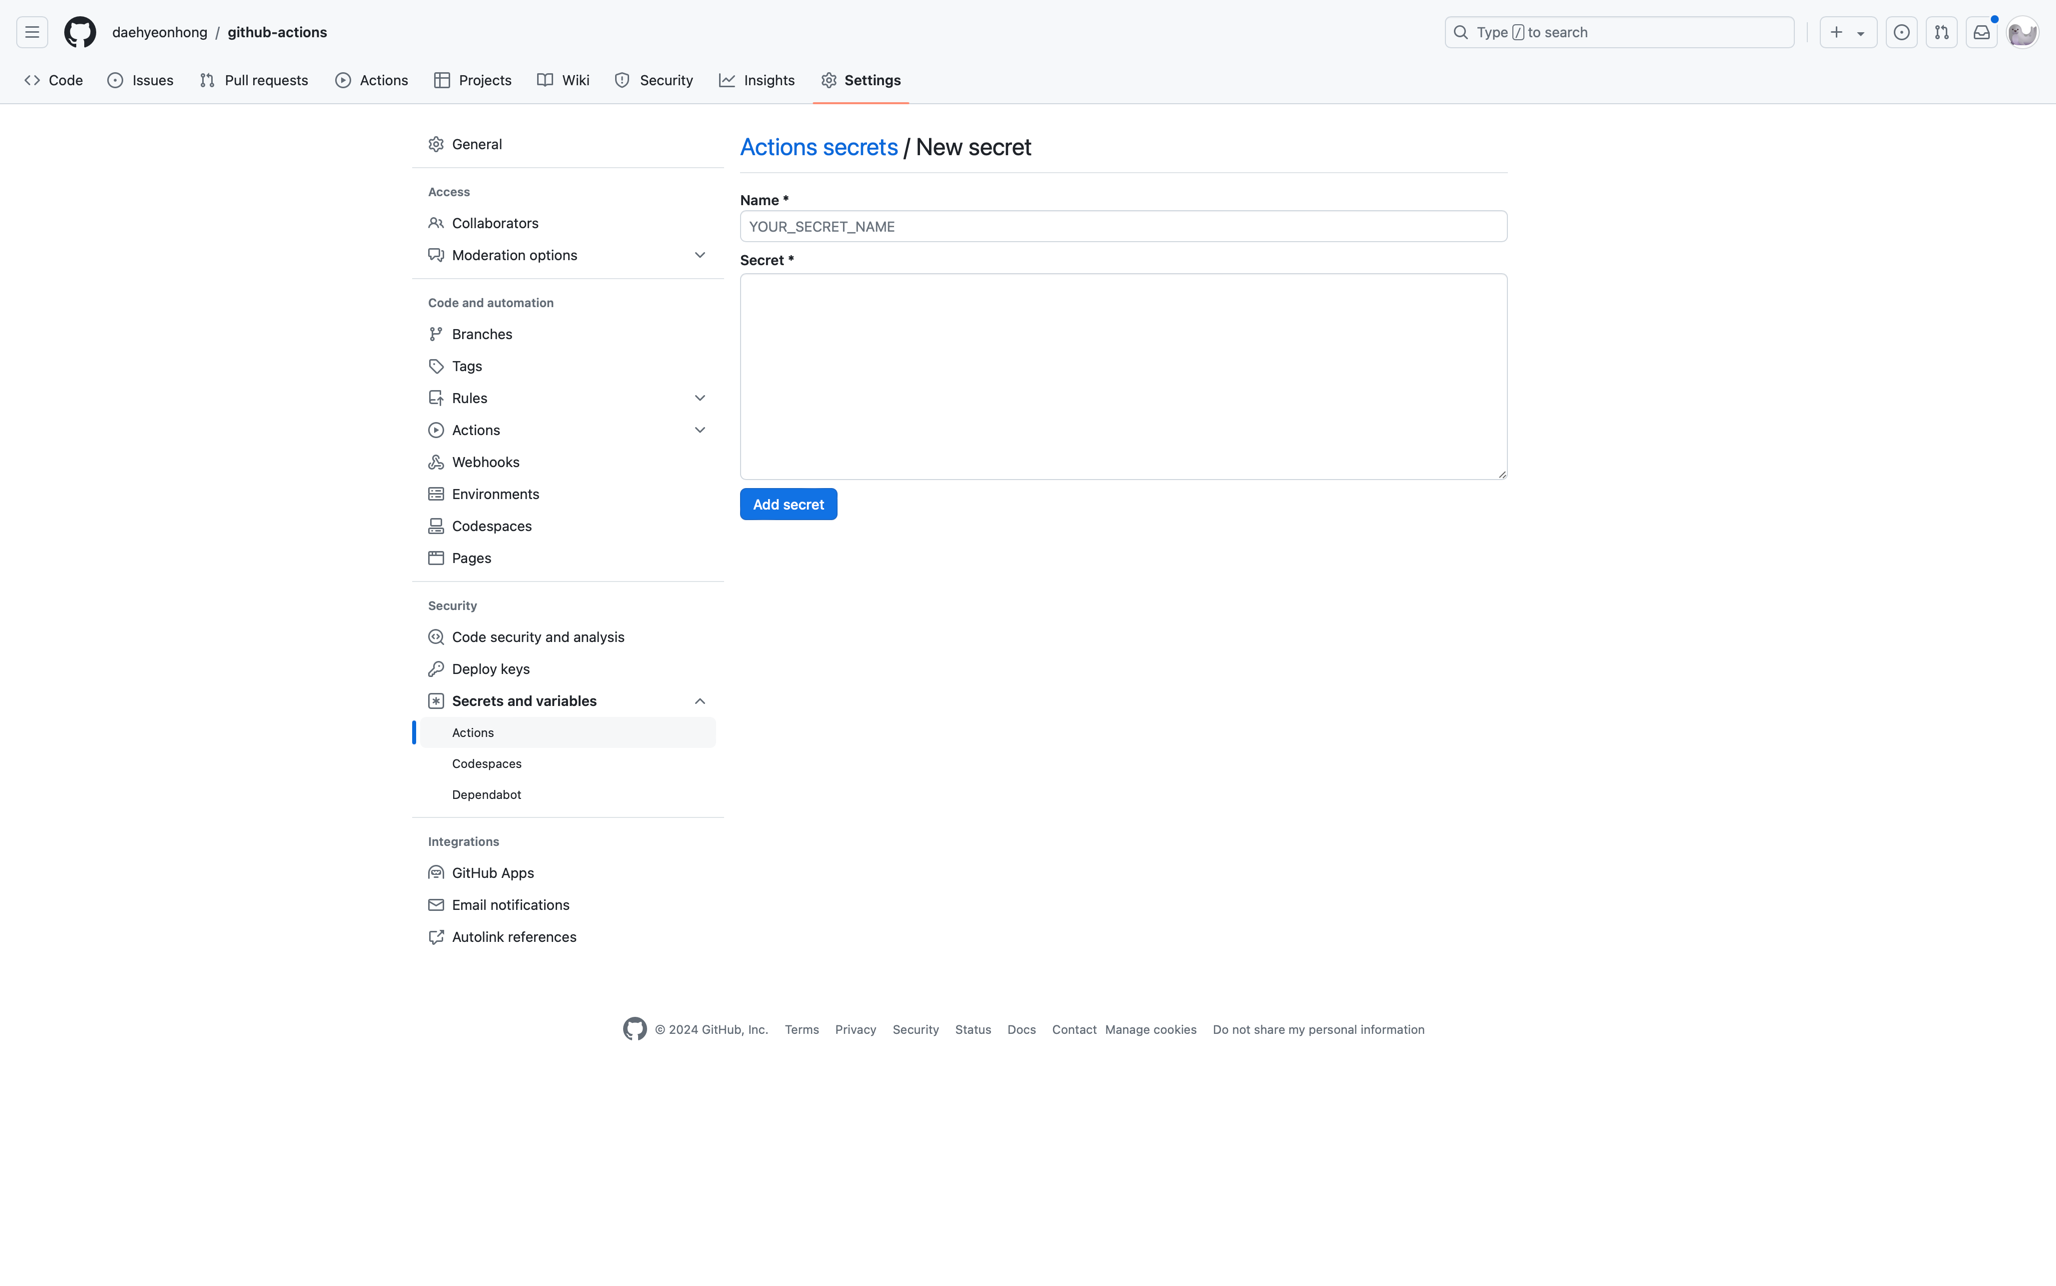 daehyeonhong / github-actions
Type / to search
Code Issues Pull requests Actions Projects Wiki Security Insights Settings
General
Access
Collaborators
Moderation options
Code and automation
Branches
Tags
Rules
Actions
Webhooks
Environments
Codespaces
Pages
Security
Code security and analysis
Deploy keys
Secrets and variables
Actions
Codespaces
Dependabot
Integrations
GitHub Apps
Email notifications
Autolink references
Actions secrets / New secret
Name *
YOUR_SECRET_NAME
Secret *
Add secret
© 2024 GitHub, Inc. Terms Privacy Security Status Docs Contact Manage cookies Do not share my personal information